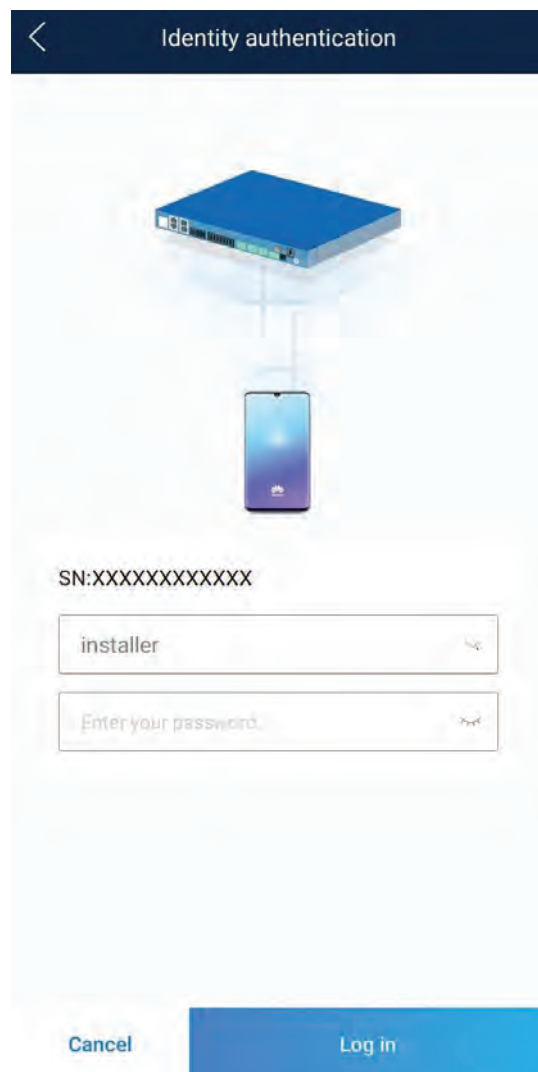 Identity authentication
SN:XXXXXXXXXXXX
installer
Enter your password.
Cancel
Log in